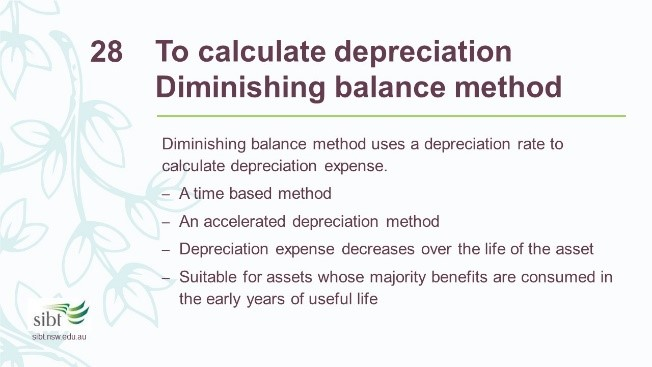 28 To calculate depreciation
Diminishing balance method
Diminishing balance method uses a depreciation rate to
calculate depreciation expense.
– A time based method
– An accelerated depreciation method
– Depreciation expense decreases over the life of the asset
– Suitable for assets whose majority benefits are consumed in
the early years of useful life
sibt
sibt.nsw.edu.au